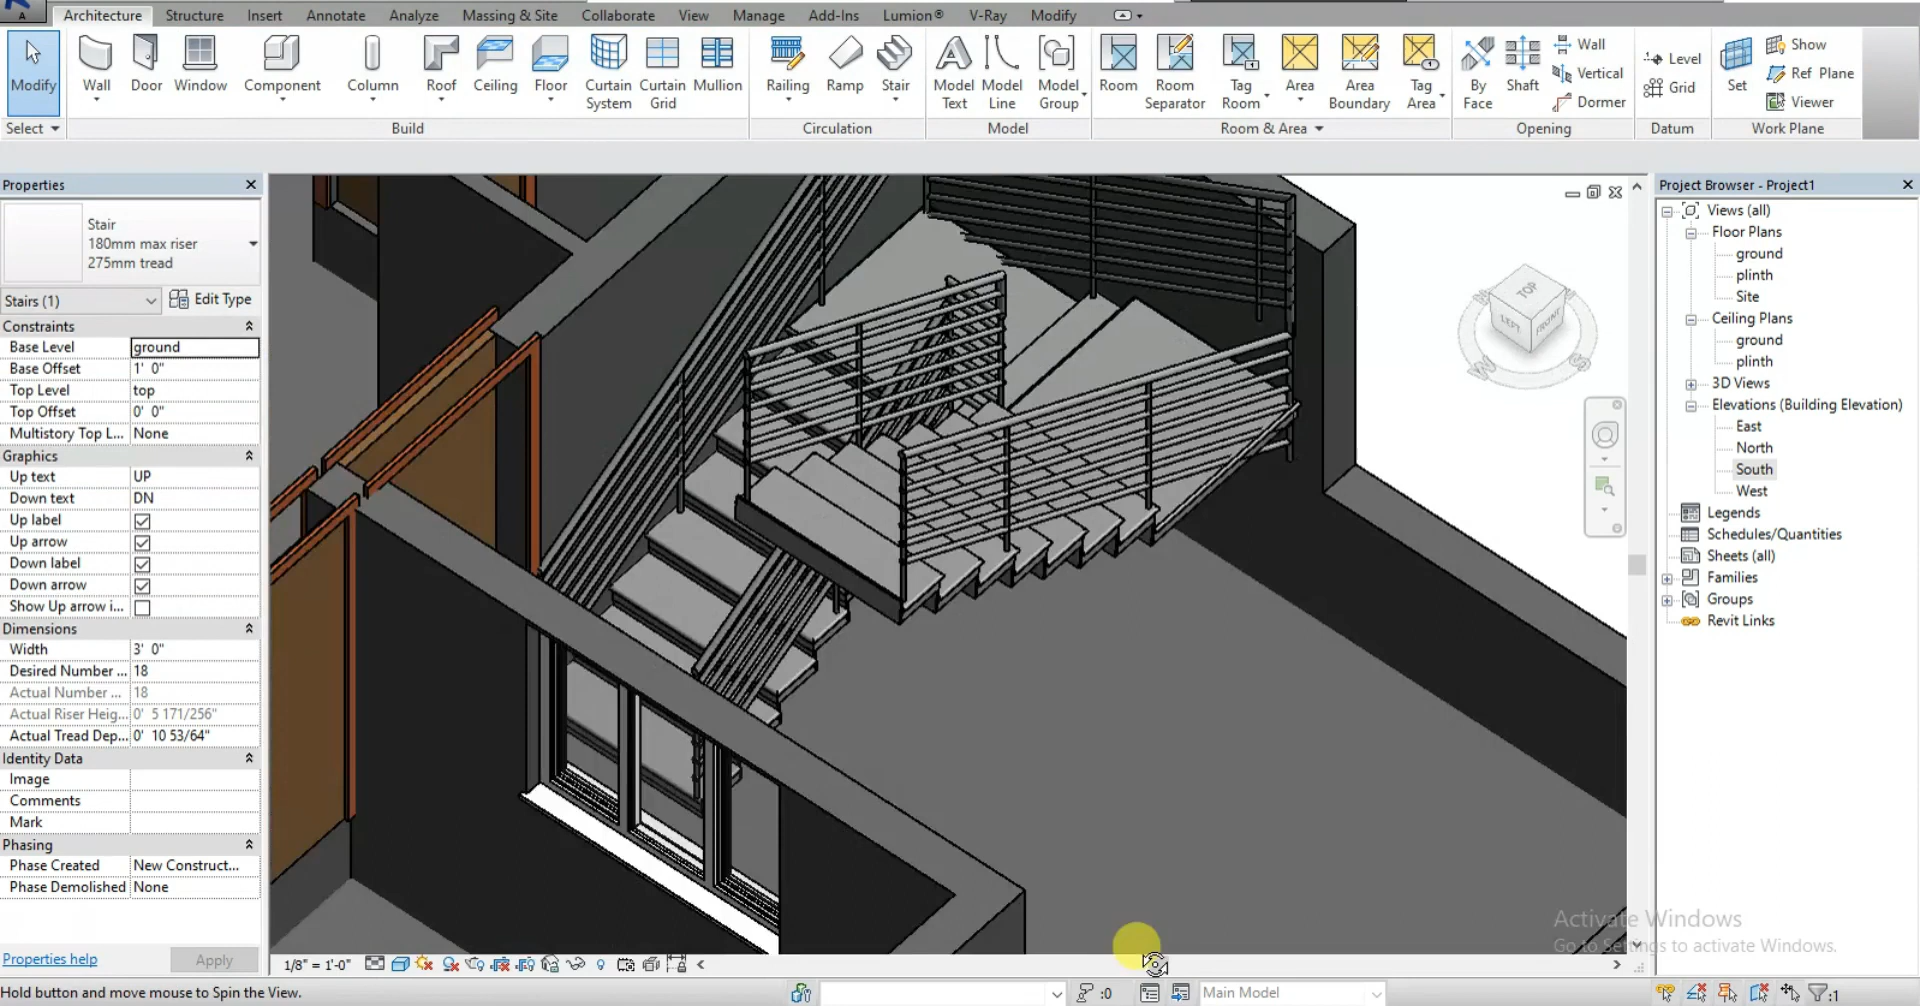 Architecture Structure Insert Annotate Analyze Massing & Site Collaborate View Manage Add-Ins Lumion® V-Ray Modify
Modify Wall Door Window Component Column Roof Ceiling Floor Curtain System Curtain Grid Mullion Railing Ramp Stair Model Text Model Line Model Group Room Room Separator Tag Room Area Area Boundary Tag Area By Face Shaft Wall Vertical Dormer Level Grid Set Show Ref Plane Viewer
Select Build Circulation Model Room & Area Opening Datum Work Plane
Properties
Stair
180mm max riser
275mm tread
Stairs (1) Edit Type
Constraints
Base Level ground
Base Offset 1' 0"
Top Level top
Top Offset 0' 0"
Multistory Top L... None
Graphics
Up text UP
Down text DN
Up label
Up arrow
Down label
Down arrow
Show Up arrow i...
Dimensions
Width 3' 0"
Desired Number ... 18
Actual Number ... 18
Actual Riser Heig... 0' 5 171/256"
Actual Tread Dep... 0' 10 53/64"
Identity Data
Image
Comments
Mark
Phasing
Phase Created New Construct...
Phase Demolished None
Properties help Apply
TOP
LEFT FRONT
W S
1/8" = 1'-0"
Project Browser - Project1
Views (all)
Floor Plans
ground
plinth
Site
Ceiling Plans
ground
plinth
3D Views
Elevations (Building Elevation)
East
North
South
West
Legends
Schedules/Quantities
Sheets (all)
Families
Groups
Revit Links
Activate Windows
Go to Settings to activate Windows.
Hold button and move mouse to Spin the View. :0 Main Model :1